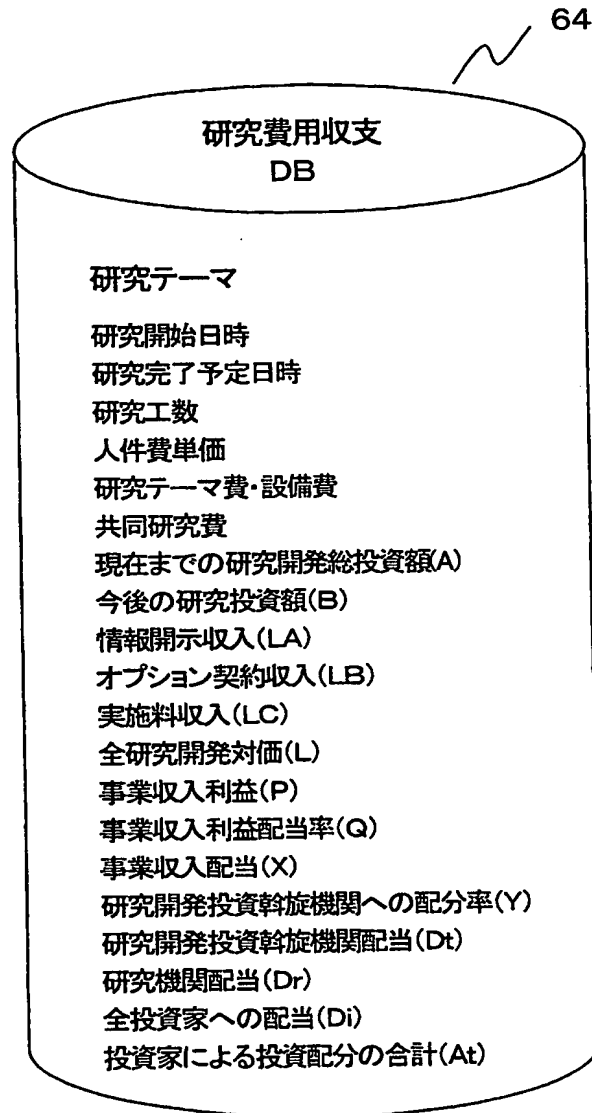 64
研究費用収支
DB
研究テーマ
研究開始日時
研究完了予定日時
研究工数
人件費単価
研究テーマ費・設備費
共同研究費
現在までの研究開発総投資額(A)
今後の研究投資額(B)
情報開示収入(LA)
オプション契約収入(LB)
実施料収入(LC)
全研究開発対価(L)
事業収入利益(P)
事業収入利益配当率(Q)
事業収入配当(X)
研究開発投資斡旋機関への配分率(Y)
研究開発投資斡旋機関配当(Dt)
研究機関配当(Dr)
全投資家への配当(Di)
投資家による投資配分の合計(At)